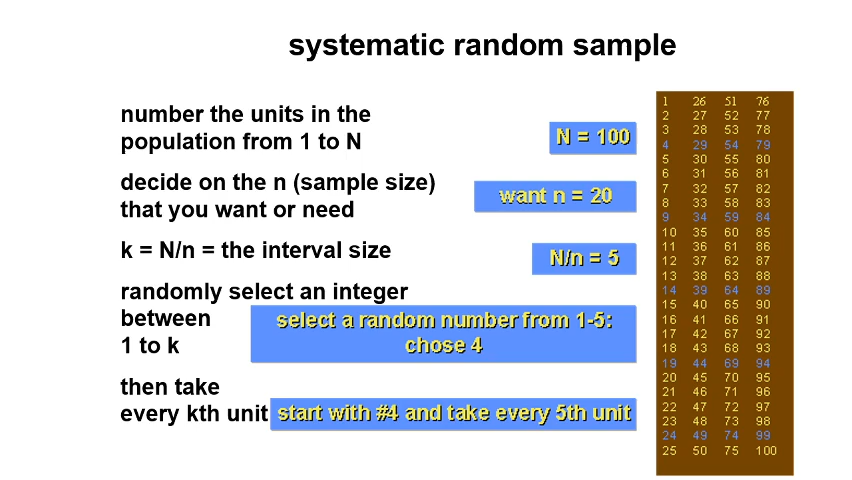 systematic random sample
number the units in the
population from 1 to N
N = 100
decide on the n (sample size)
that you want or need
want n = 20
k = N/n = the interval size
N/n = 5
randomly select an integer
between
1 to k
select a random number from 1-5:
chose 4
then take
every kth unit
start with #4 and take every 5th unit
1 26 51 76
2 27 52 77
3 28 53 78
4 29 54 79
5 30 55 80
6 31 56 81
7 32 57 82
8 33 58 83
9 34 59 84
10 35 60 85
11 36 61 86
12 37 62 87
13 38 63 88
14 39 64 89
15 40 65 90
16 41 66 91
17 42 67 92
18 43 68 93
19 44 69 94
20 45 70 95
21 46 71 96
22 47 72 97
23 48 73 98
24 49 74 99
25 50 75 100